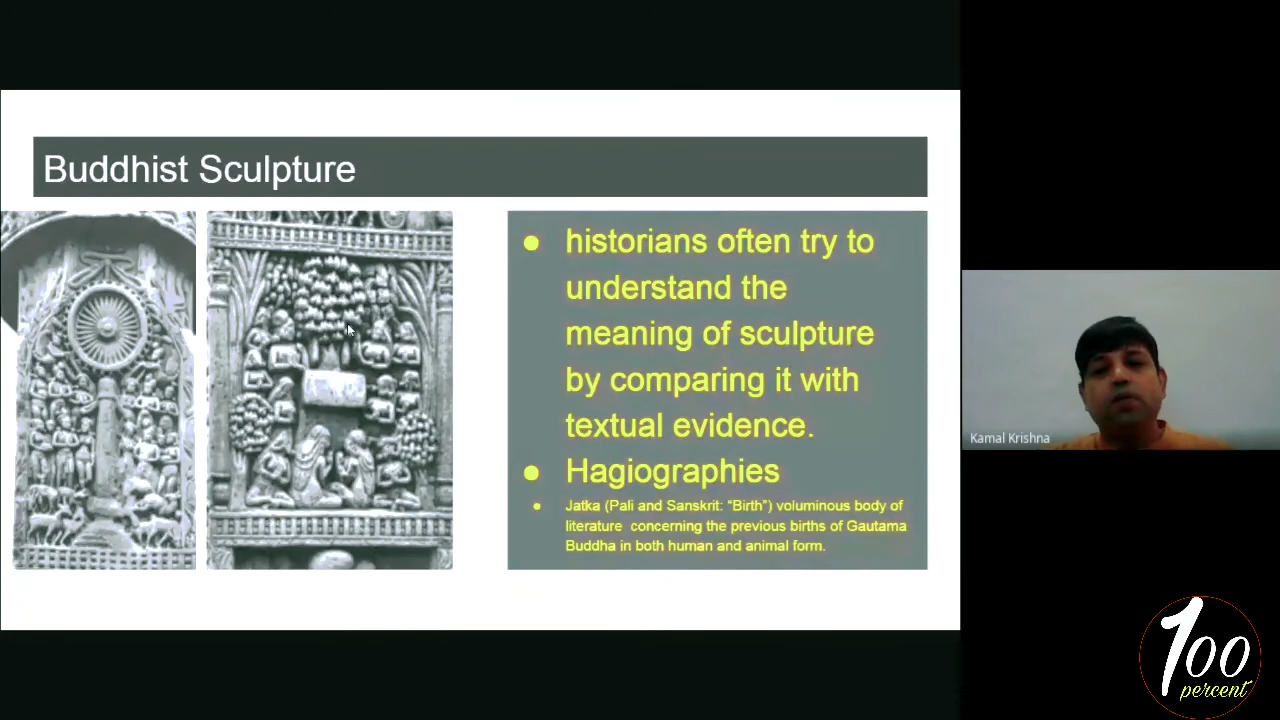 Buddhist Sculpture
● historians often try to
understand the
meaning of sculpture
by comparing it with
textual evidence.
● Hagiographies
● Jatka (Pali and Sanskrit: “Birth”) voluminous body of
literature concerning the previous births of Gautama
Buddha in both human and animal form.
Kamal Krishna
100
percent